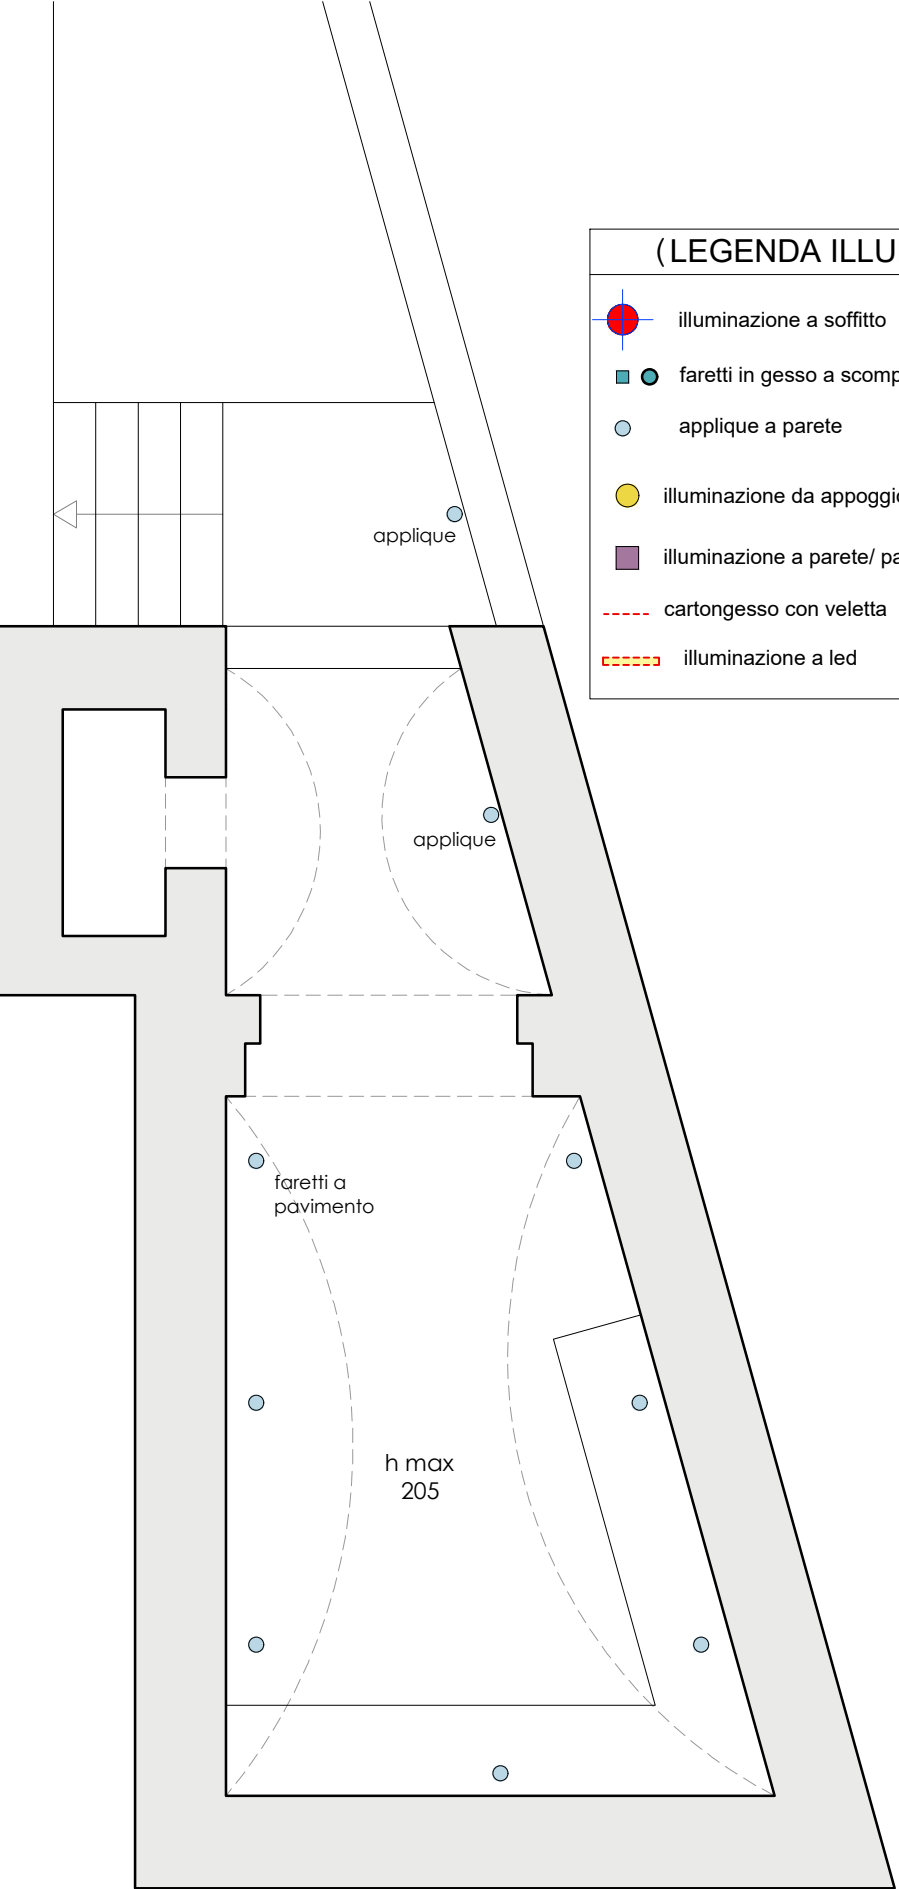 (LEGENDA ILLU
illuminazione a soffitto
faretti in gesso a scomp
applique a parete
illuminazione da appoggio
illuminazione a parete/ pa
cartongesso con veletta
illuminazione a led
applique
applique
faretti a
pavimento
h max
205